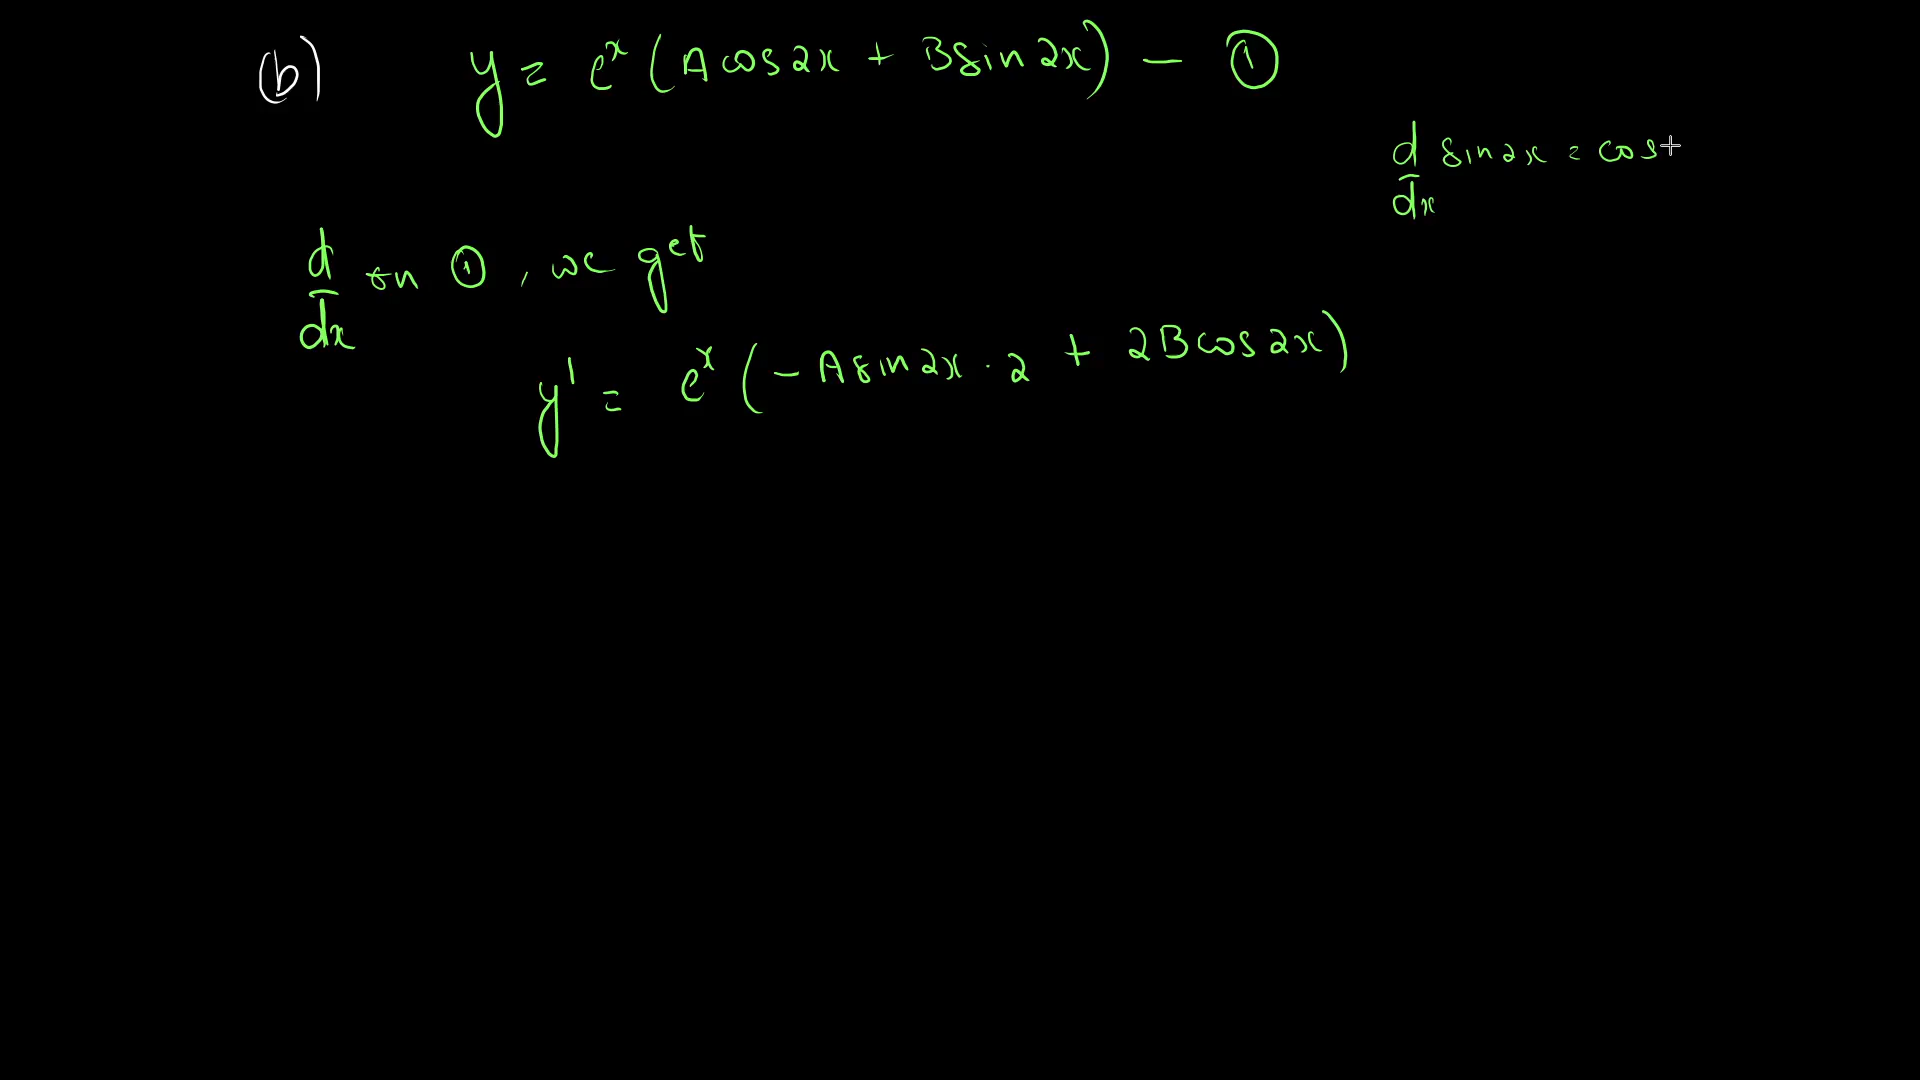 (b) y = e^x (A cos 2x + B sin 2x) — ①
d/dx sin 2x = cos
d/dx on ①, we get
y' = e^x (- A sin 2x · 2 + 2B cos 2x)